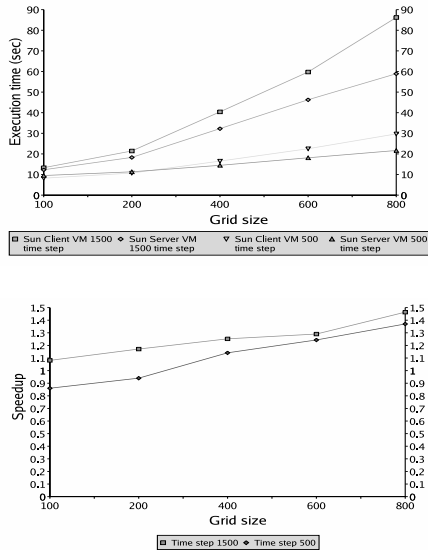 90 90
80 80
70 70
60 60
50 50
40 40
30 30
20 20
10 10
0 0
Execution time (sec)
100 200 400 600 800
Grid size
Sun Client VM 1500 time step
Sun Server VM 1500 time step
Sun Client VM 500 time step
Sun Server VM 500 time step
1.5 1.5
1.4 1.4
1.3 1.3
1.2 1.2
1.1 1.1
1 1
0.9 0.9
0.8 0.8
0.7 0.7
0.6 0.6
0.5 0.5
0.4 0.4
0.3 0.3
0.2 0.2
0.1 0.1
0 0
Speedup
100 200 400 600 800
Grid size
Time step 1500 Time step 500